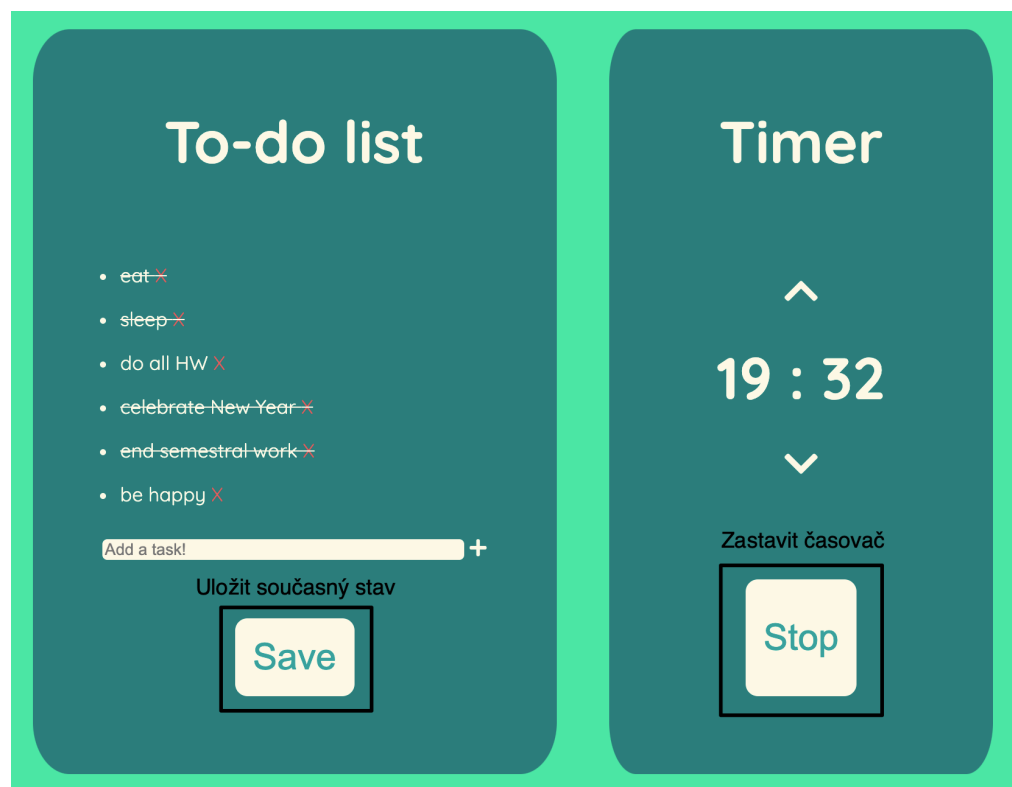 To-do list
eat X
sleep X
do all HW X
celebrate New Year X
end semestral work X
be happy X
Add a task! +
Uložit současný stav
Save
Timer
19 : 32
Zastavit časovač
Stop